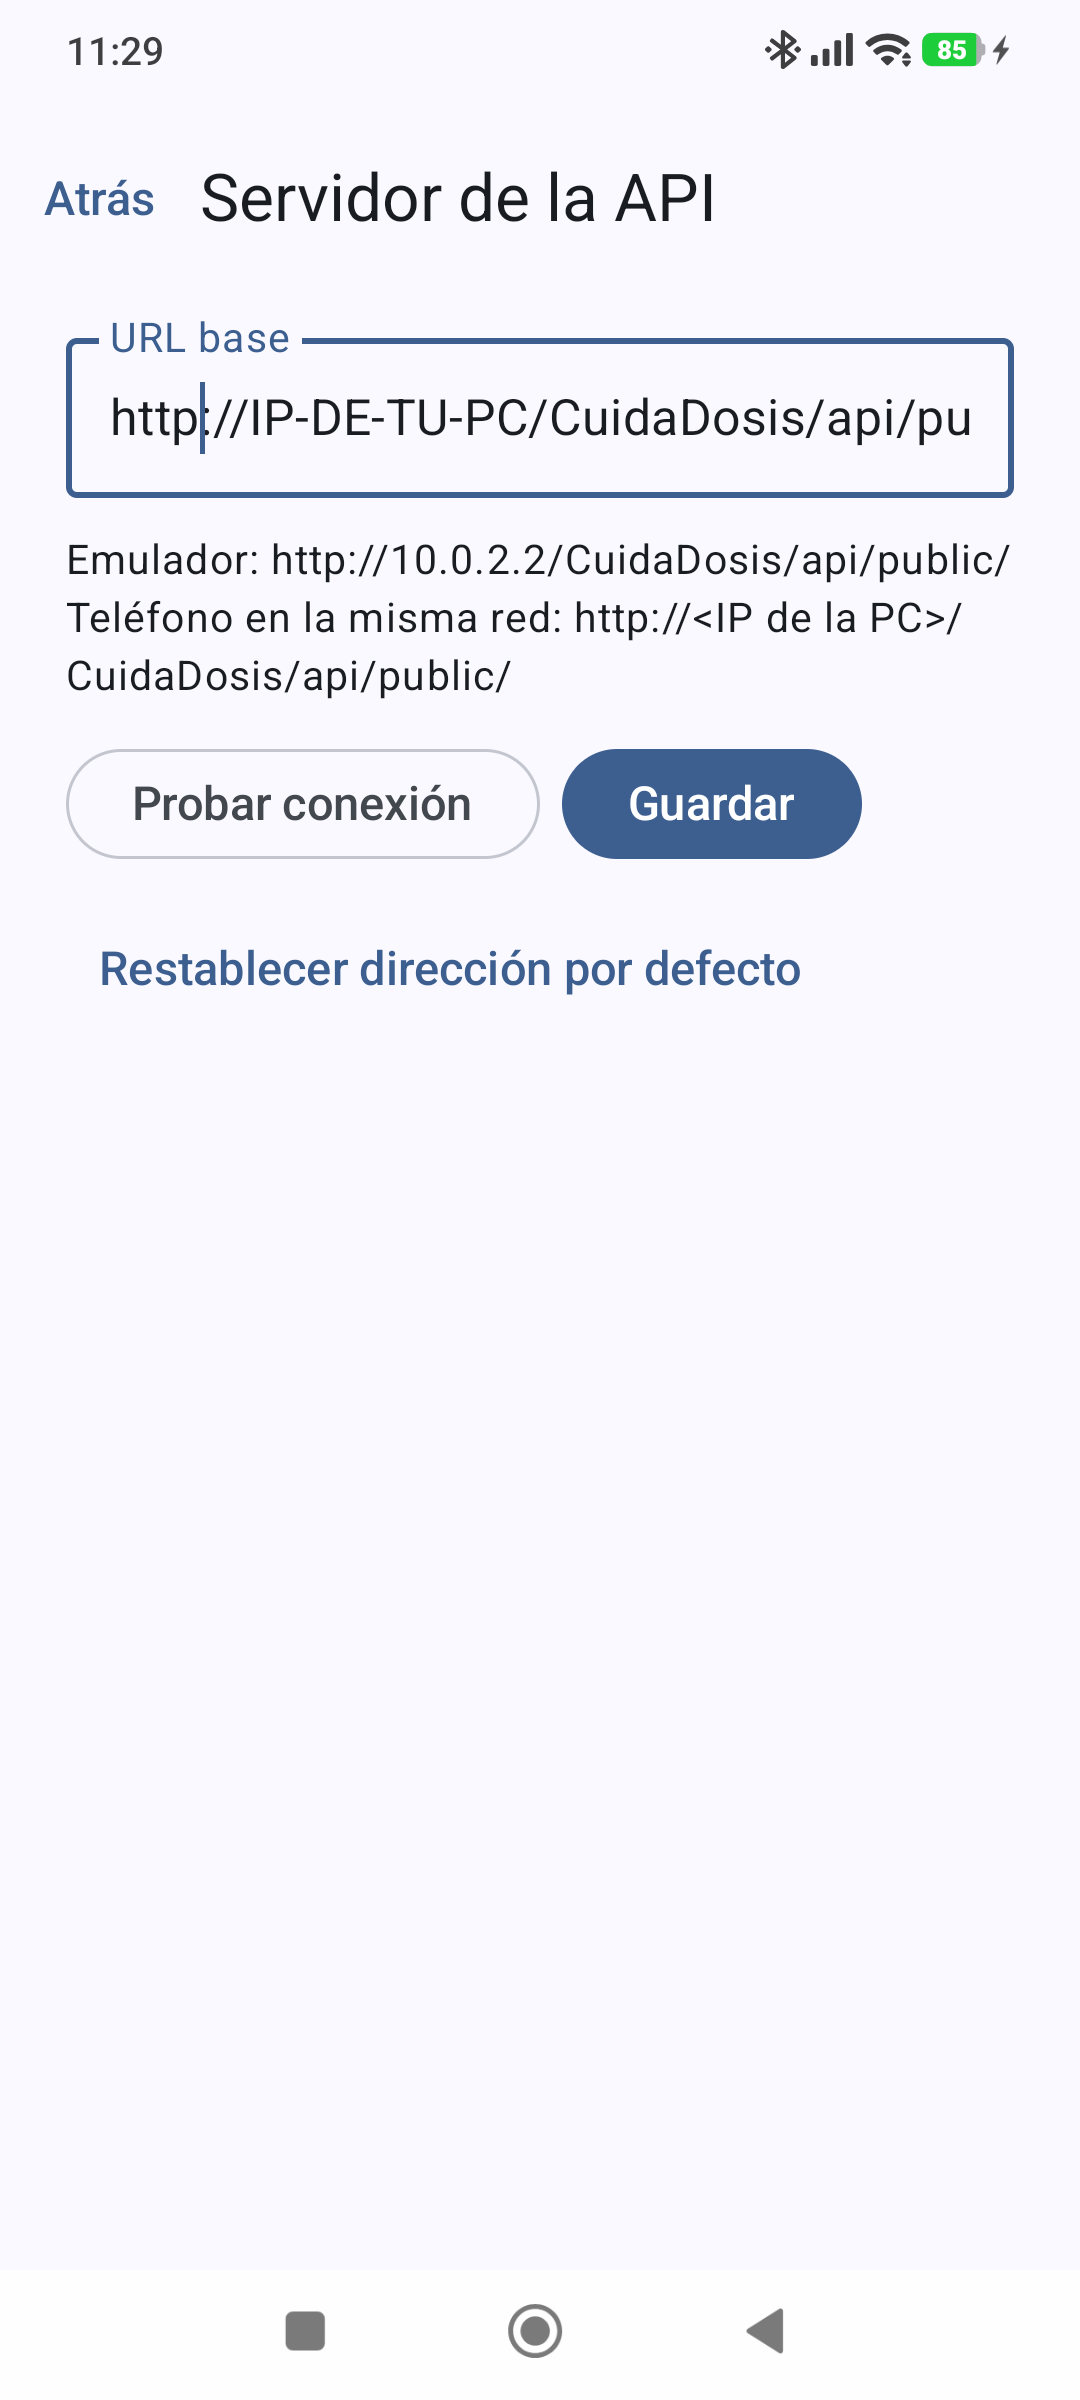 11:29
85
Atrás
Servidor de la API
URL base
http://IP-DE-TU-PC/CuidaDosis/api/pu
Emulador: http://10.0.2.2/CuidaDosis/api/public/
Teléfono en la misma red: http://<IP de la PC>/
CuidaDosis/api/public/
Probar conexión
Guardar
Restablecer dirección por defecto